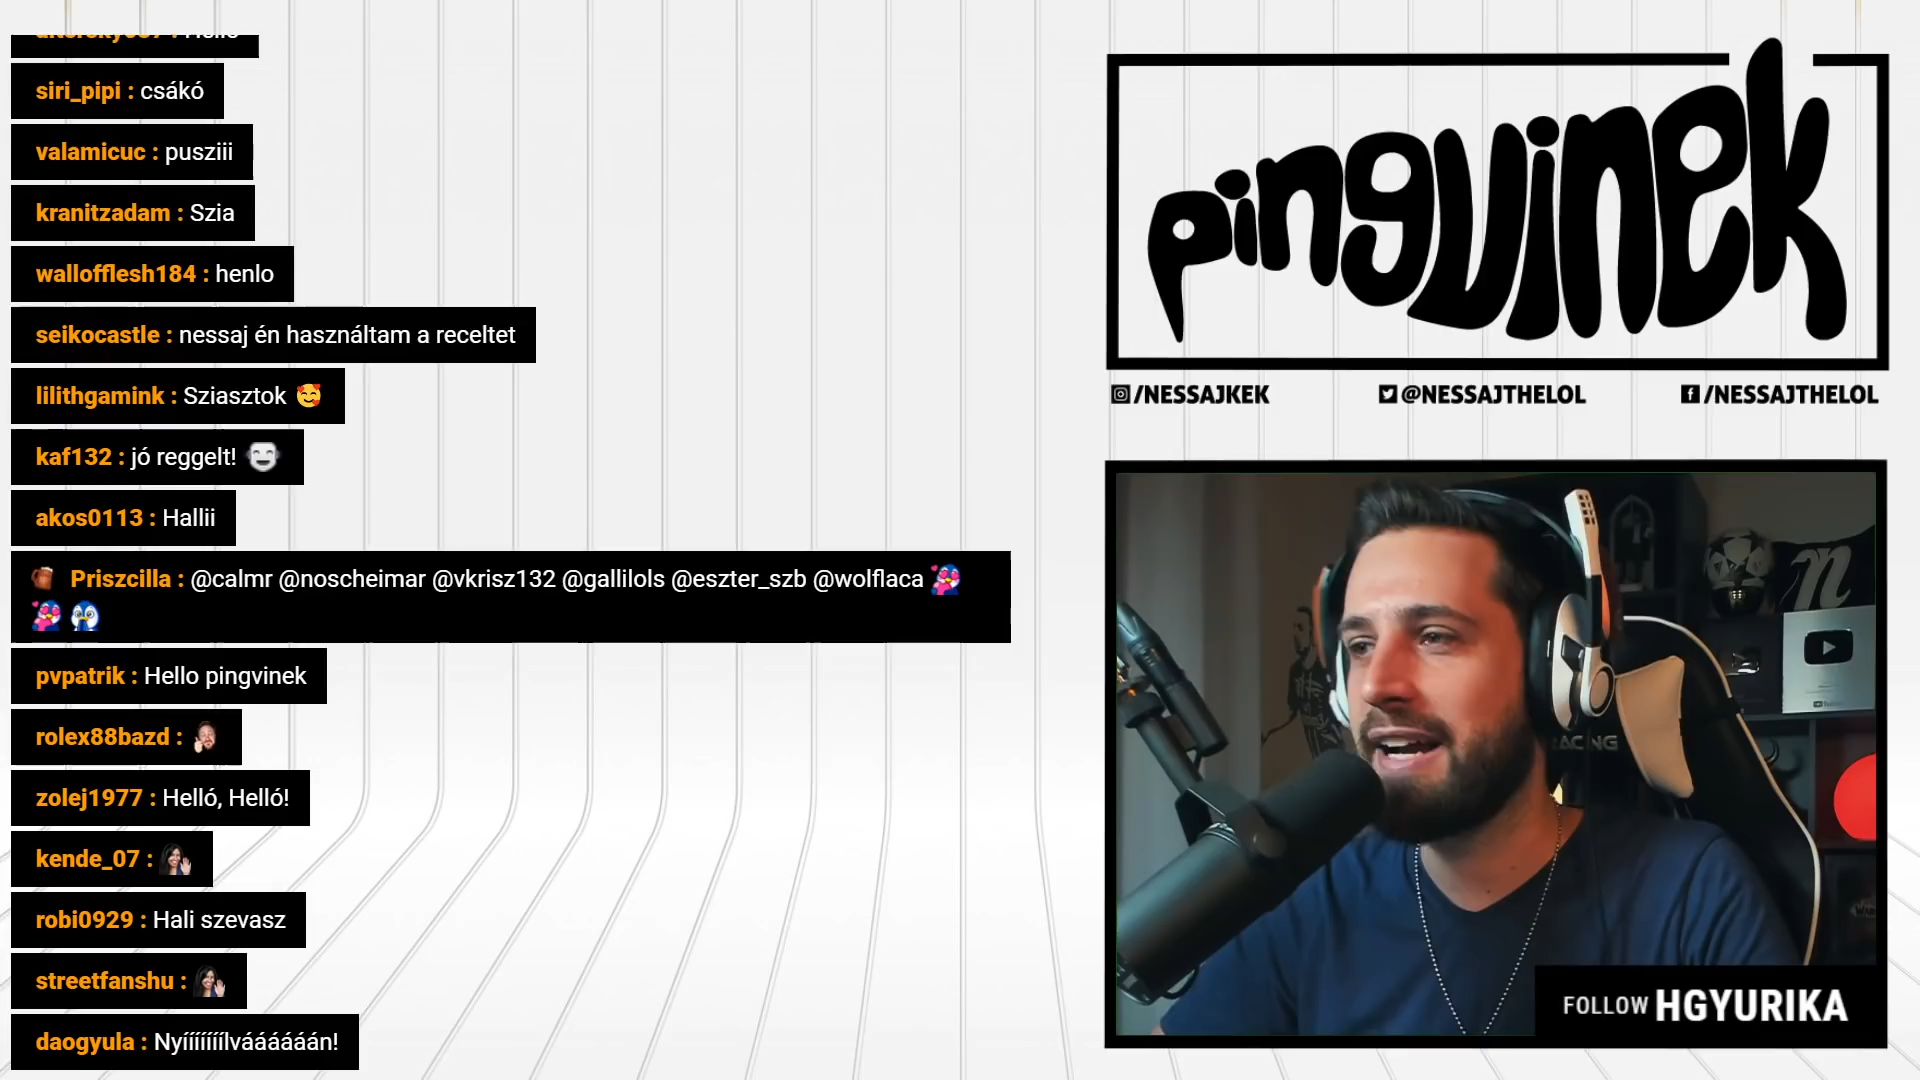 siri_pipi : csákó
valamicuc : pusziii
kranitzadam : Szia
wallofflesh184 : henlo
seikocastle : nessaj én használtam a receltet
lilithgamink : Sziasztok
kaf132 : jó reggelt!
akos0113 : Hallii
Priszcilla : @calmr @noscheimar @vkrisz132 @gallilols @eszter_szb @wolflaca
pvpatrik : Hello pingvinek
rolex88bazd :
zolej1977 : Helló, Helló!
kende_07 :
robi0929 : Hali szevasz
streetfanshu :
daogyula : Nyíííííííílváááááán!
pingvinek
/NESSAJKEK
@NESSAJTHELOL
/NESSAJTHELOL
n
RACING
FOLLOW HGYURIKA